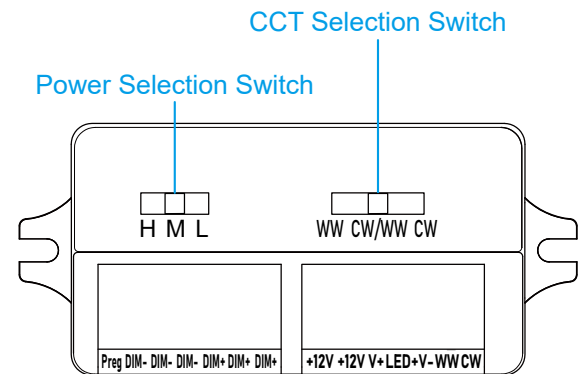 CCT Selection Switch
Power Selection Switch
H M L
WW CW/WW CW
Preg DIM- DIM- DIM- DIM+ DIM+ DIM+
+12V +12V V+ LED+ V- WW CW